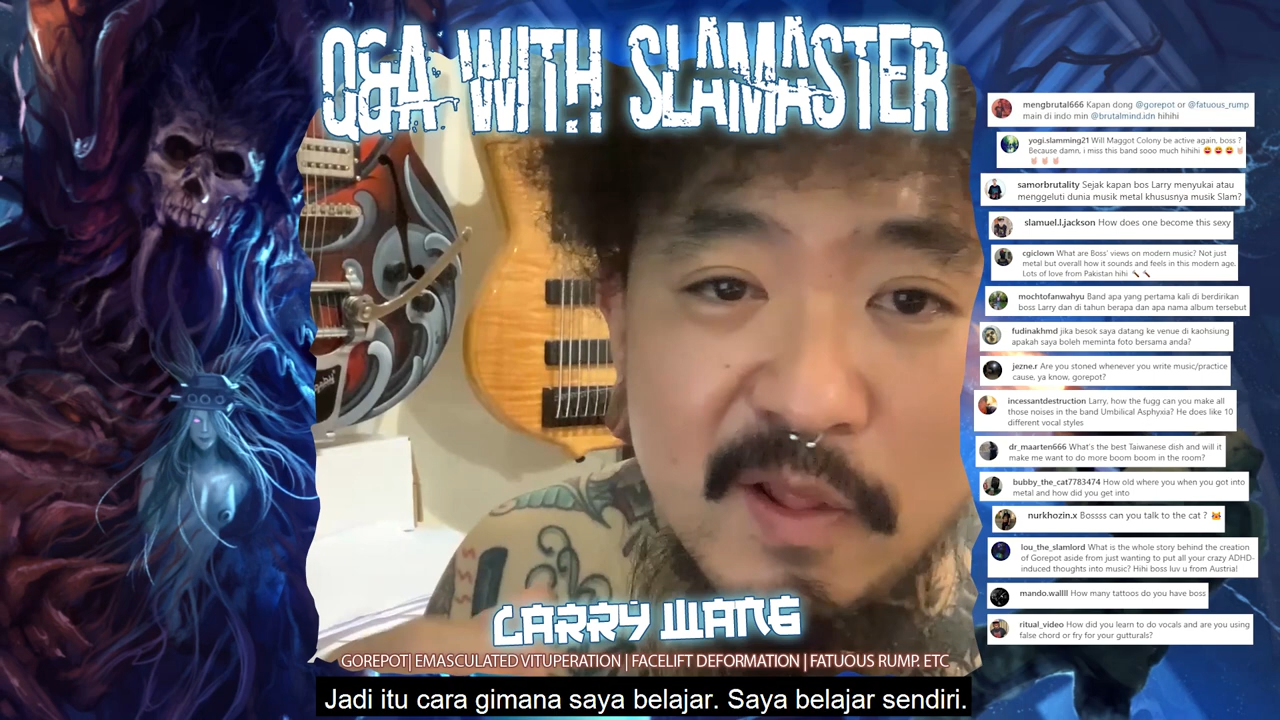 Q&A WITH SLAMASTER
mengbrutal666 Kapan dong @gorepot or @fatuous_rump
main di indo min @brutalmind.idn hihihi
yogi.slamming21 Will Maggot Colony be active again, boss ?
Because damn, i miss this band sooo much hihihi 😍 😍 😍 🤘🏻
🤘🏻 🤘🏻 🤘🏻
samorbrutality Sejak kapan bos Larry menyukai atau
menggeluti dunia musik metal khususnya musik Slam?
slamuel.l.jackson How does one become this sexy
cgiclown What are Boss' views on modern music? Not just
metal but overall how it sounds and feels in this modern age.
Lots of love from Pakistan hihi
mochtofanwahyu Band apa yang pertama kali di berdirikan
boss Larry dan di tahun berapa dan apa nama album tersebut
fudinakhmd jika besok saya datang ke venue di kaohsiung
apakah saya boleh meminta foto bersama anda?
jezne.r Are you stoned whenever you write music/practice
cause, ya know, gorepot?
incessantdestruction Larry, how the fugg can you make all
those noises in the band Umbilical Asphyxia? He does like 10
different vocal styles
dr_maarten666 What's the best Taiwanese dish and will it
make me want to do more boom boom in the room?
bubby_the_cat7783474 How old where you when you got into
metal and how did you get into
nurkhozin.x Bossss can you talk to the cat ? 🐱
lou_the_slamlord What is the whole story behind the creation
of Gorepot aside from just wanting to put all your crazy ADHD-
induced thoughts into music? Hihi boss luv u from Austria!
mando.wallll How many tattoos do you have boss
ritual_video How did you learn to do vocals and are you using
false chord or fry for your gutturals?
LARRY WANG
GOREPOT| EMASCULATED VITUPERATION | FACELIFT DEFORMATION | FATUOUS RUMP. ETC
Jadi itu cara gimana saya belajar. Saya belajar sendiri.